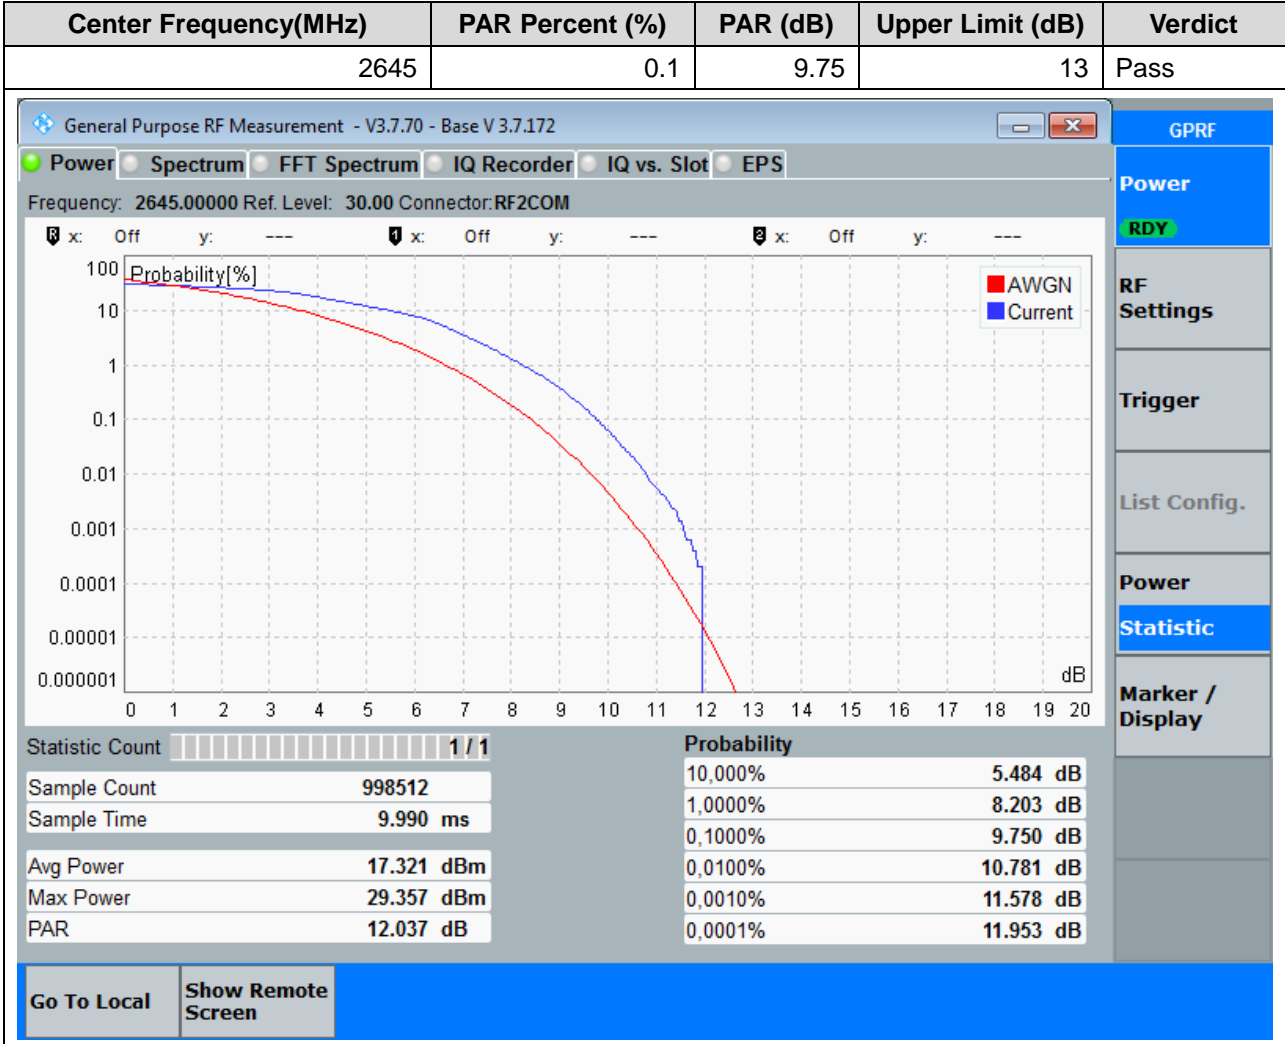 Center Frequency(MHz) PAR Percent (%) PAR (dB) Upper Limit (dB) Verdict
2645 0.1 9.75 13 Pass
General Purpose RF Measurement - V3.7.70 - Base V 3.7.172
GPRF
Power Spectrum FFT Spectrum IQ Recorder IQ vs. Slot EPS
Frequency: 2645.00000 Ref. Level: 30.00 Connector:RF2COM
R x: Off y: --- 1 x: Off y: --- 2 x: Off y: ---
Probability[%]
AWGN
Current
100
10
1
0.1
0.01
0.001
0.0001
0.00001
0.000001
dB
0 1 2 3 4 5 6 7 8 9 10 11 12 13 14 15 16 17 18 19 20
Statistic Count 1 / 1
Sample Count 998512
Sample Time 9.990 ms
Avg Power 17.321 dBm
Max Power 29.357 dBm
PAR 12.037 dB
Probability
10,000% 5.484 dB
1,0000% 8.203 dB
0,1000% 9.750 dB
0,0100% 10.781 dB
0,0010% 11.578 dB
0,0001% 11.953 dB
Power
RDY
RF
Settings
Trigger
List Config.
Power
Statistic
Marker /
Display
Go To Local
Show Remote
Screen